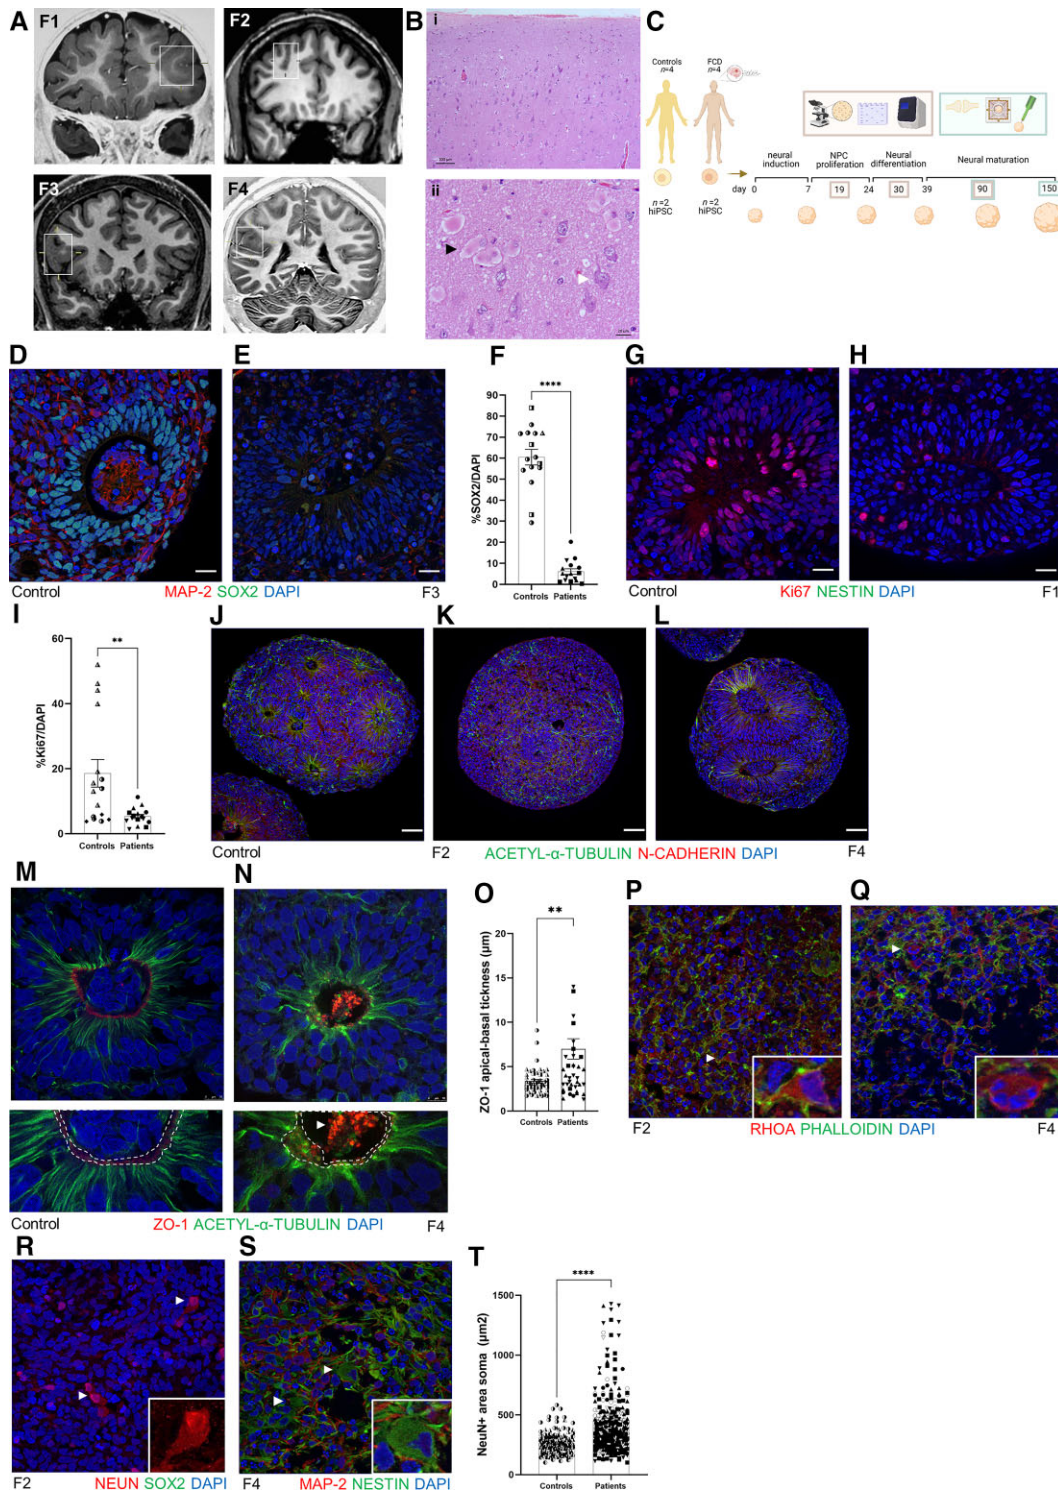 A
F1
F2
F3
F4
B
i
ii
C
Controls
n=4
FCD
n=4
neural
induction
NPC
proliferation
Neural
differentiation
Neural maturation
day 0 7 19 24 30 39 90 150
n=2
hiPSC
n=2
hiPSC
D
E
Control
MAP-2 SOX2 DAPI
F3
F
****
%SOX2/DAPI
90
80
70
60
50
40
30
20
10
0
Controls Patients
G
H
Control
Ki67 NESTIN DAPI
F1
I
**
%Ki67/DAPI
60
40
20
0
Controls Patients
J
K
L
Control
F2
ACETYL-α-TUBULIN N-CADHERIN DAPI
F4
M
N
Control
ZO-1 ACETYL-α-TUBULIN DAPI
F4
O
**
ZO-1 apical-basal tickness (μm)
20
15
10
5
0
Controls Patients
P
Q
F2
RHOA PHALLOIDIN DAPI
F4
R
S
F2
NEUN SOX2 DAPI
F4
MAP-2 NESTIN DAPI
T
****
NeuN+ area soma (μm2)
1500
1000
500
0
Controls Patients